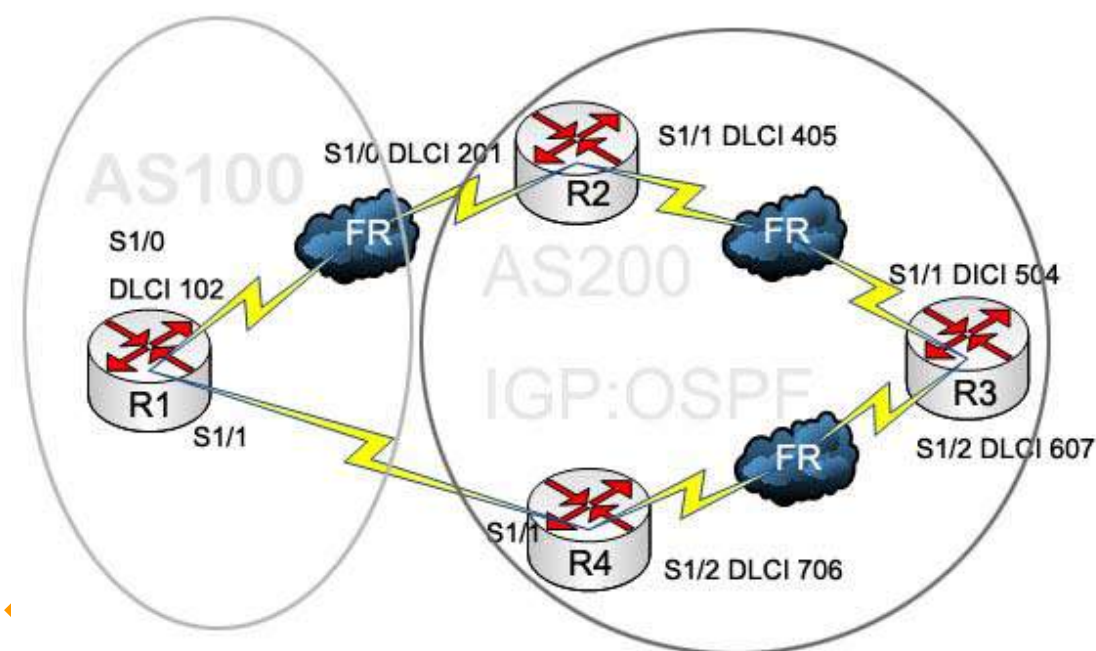 AS100
S1/0 DLCI 201
R2
S1/1 DLCI 405
S1/0
DLCI 102
FR
FR
AS200
S1/1 DICI 504
R1
S1/1
IGP:OSPF
R3
FR
S1/2 DLCI 607
S1/1
R4
S1/2 DLCI 706